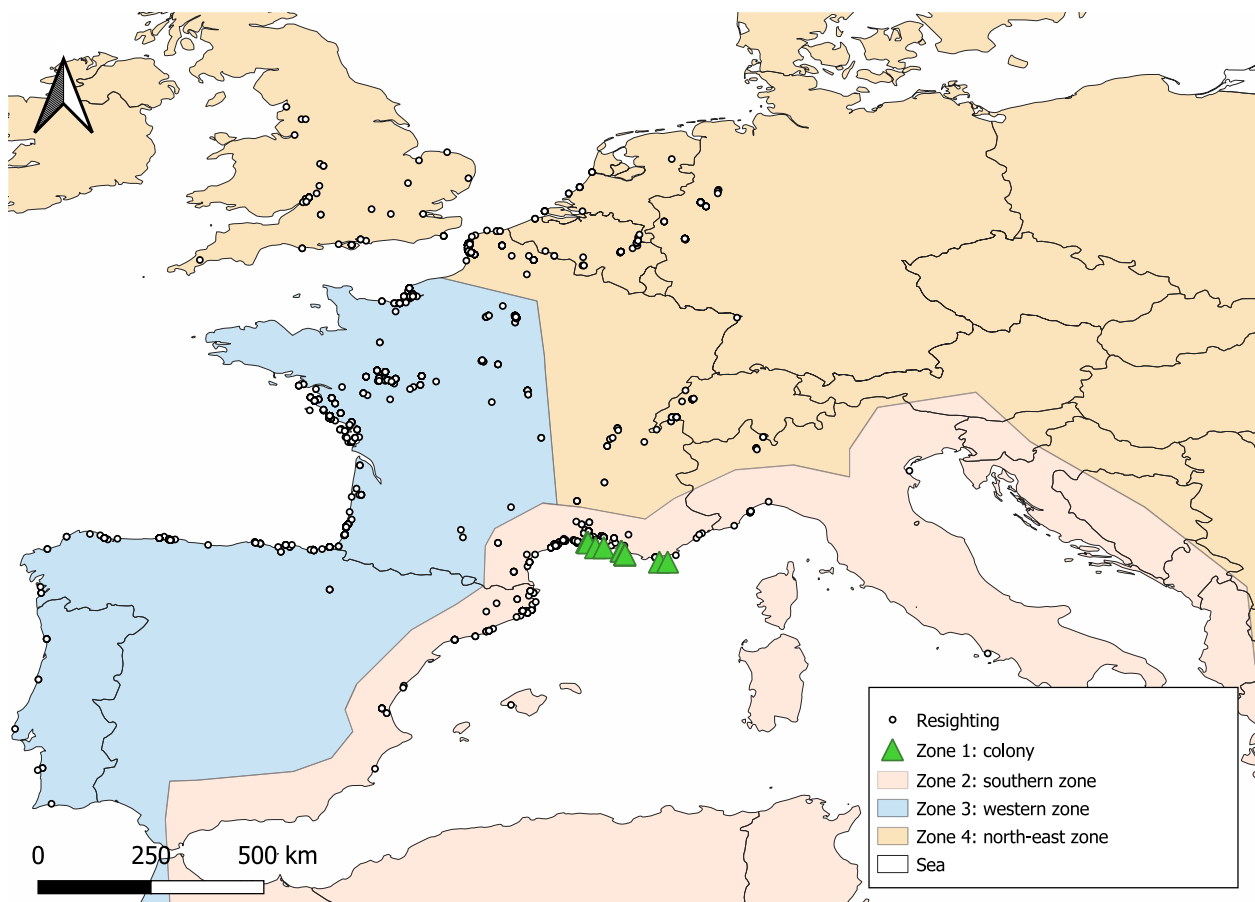 Resighting
Zone 1: colony
Zone 2: southern zone
Zone 3: western zone
Zone 4: north-east zone
Sea
0 250 500 km